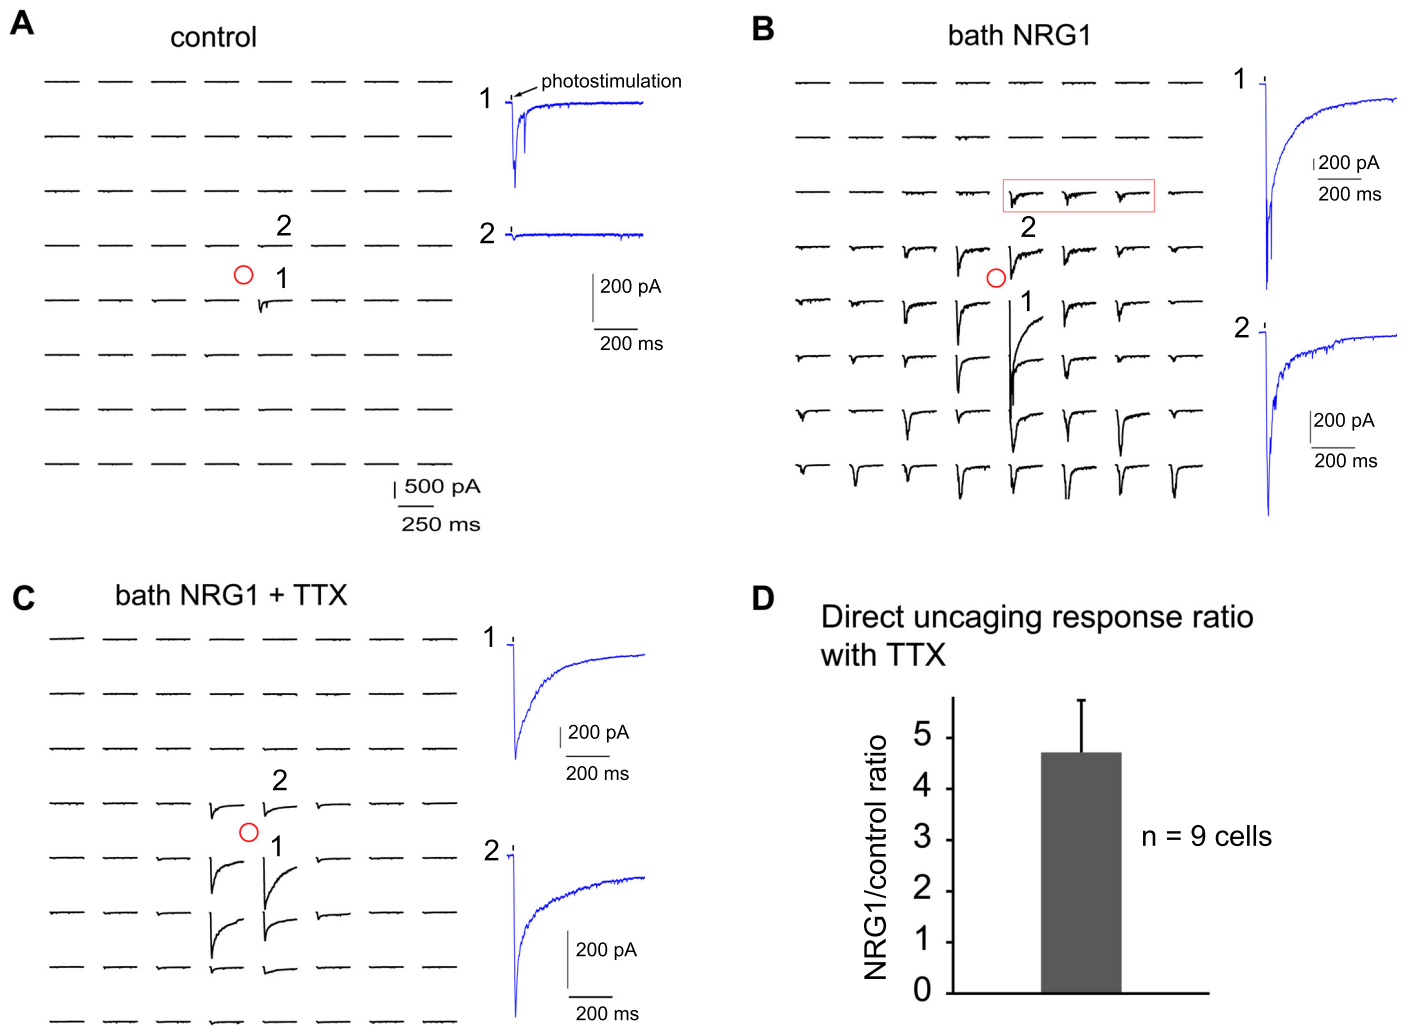 A
control
1
photostimulation
2
2
1
200 pA
200 ms
500 pA
250 ms
B
bath NRG1
1
200 pA
200 ms
2
1
2
200 pA
200 ms
C
bath NRG1 + TTX
1
200 pA
200 ms
2
1
2
200 pA
200 ms
D
Direct uncaging response ratio
with TTX
NRG1/control ratio
5
4
3
2
1
0
n = 9 cells